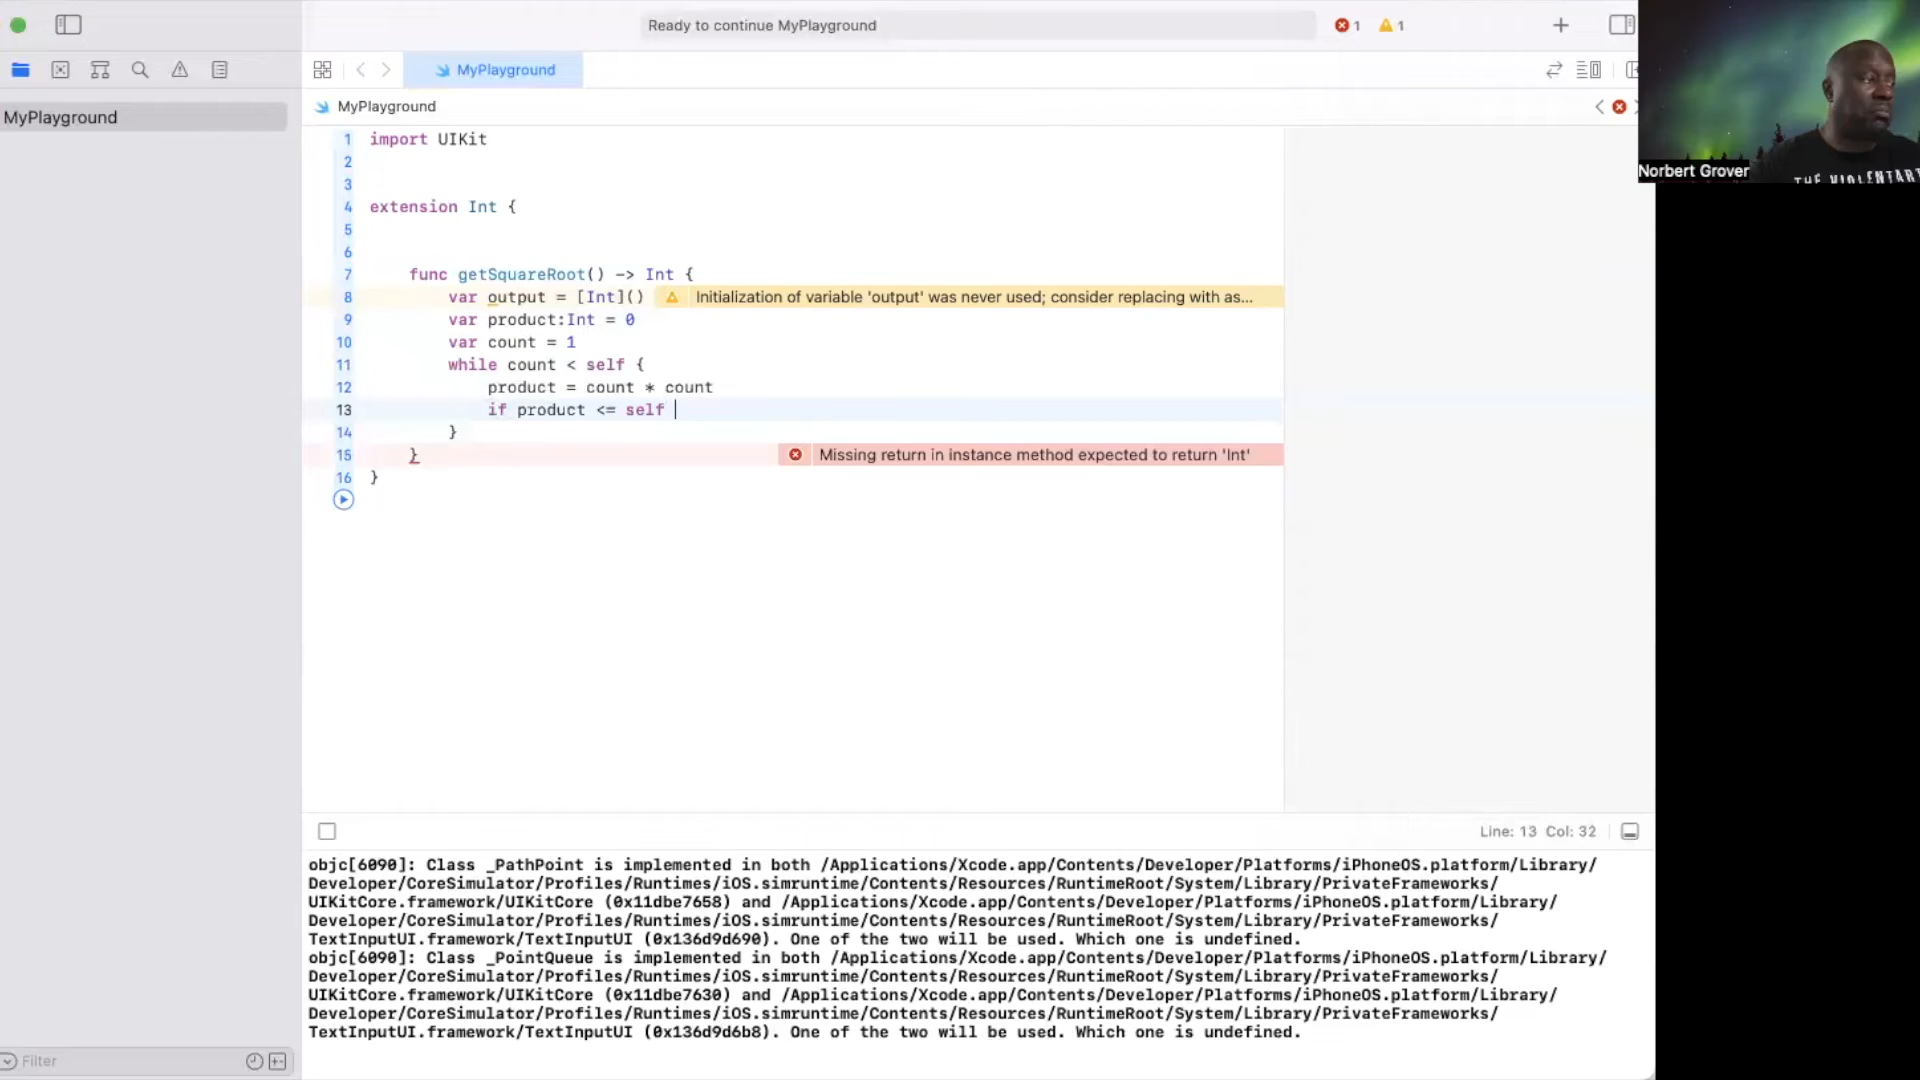 Ready to continue MyPlayground
1
1
MyPlayground
MyPlayground
MyPlayground
Norbert Grover
1 import UIKit
2
3
4 extension Int {
5
6
7 func getSquareRoot() -> Int {
8 var output = [Int]() Initialization of variable 'output' was never used; consider replacing with as...
9 var product:Int = 0
10 var count = 1
11 while count < self {
12 product = count * count
13 if product <= self
14 }
15 } Missing return in instance method expected to return 'Int'
16 }
Line: 13 Col: 32
objc[6090]: Class _PathPoint is implemented in both /Applications/Xcode.app/Contents/Developer/Platforms/iPhoneOS.platform/Library/
Developer/CoreSimulator/Profiles/Runtimes/iOS.simruntime/Contents/Resources/RuntimeRoot/System/Library/PrivateFrameworks/
UIKitCore.framework/UIKitCore (0x11dbe7658) and /Applications/Xcode.app/Contents/Developer/Platforms/iPhoneOS.platform/Library/
Developer/CoreSimulator/Profiles/Runtimes/iOS.simruntime/Contents/Resources/RuntimeRoot/System/Library/PrivateFrameworks/
TextInputUI.framework/TextInputUI (0x136d9d690). One of the two will be used. Which one is undefined.
objc[6090]: Class _PointQueue is implemented in both /Applications/Xcode.app/Contents/Developer/Platforms/iPhoneOS.platform/Library/
Developer/CoreSimulator/Profiles/Runtimes/iOS.simruntime/Contents/Resources/RuntimeRoot/System/Library/PrivateFrameworks/
UIKitCore.framework/UIKitCore (0x11dbe7630) and /Applications/Xcode.app/Contents/Developer/Platforms/iPhoneOS.platform/Library/
Developer/CoreSimulator/Profiles/Runtimes/iOS.simruntime/Contents/Resources/RuntimeRoot/System/Library/PrivateFrameworks/
TextInputUI.framework/TextInputUI (0x136d9d6b8). One of the two will be used. Which one is undefined.
Filter